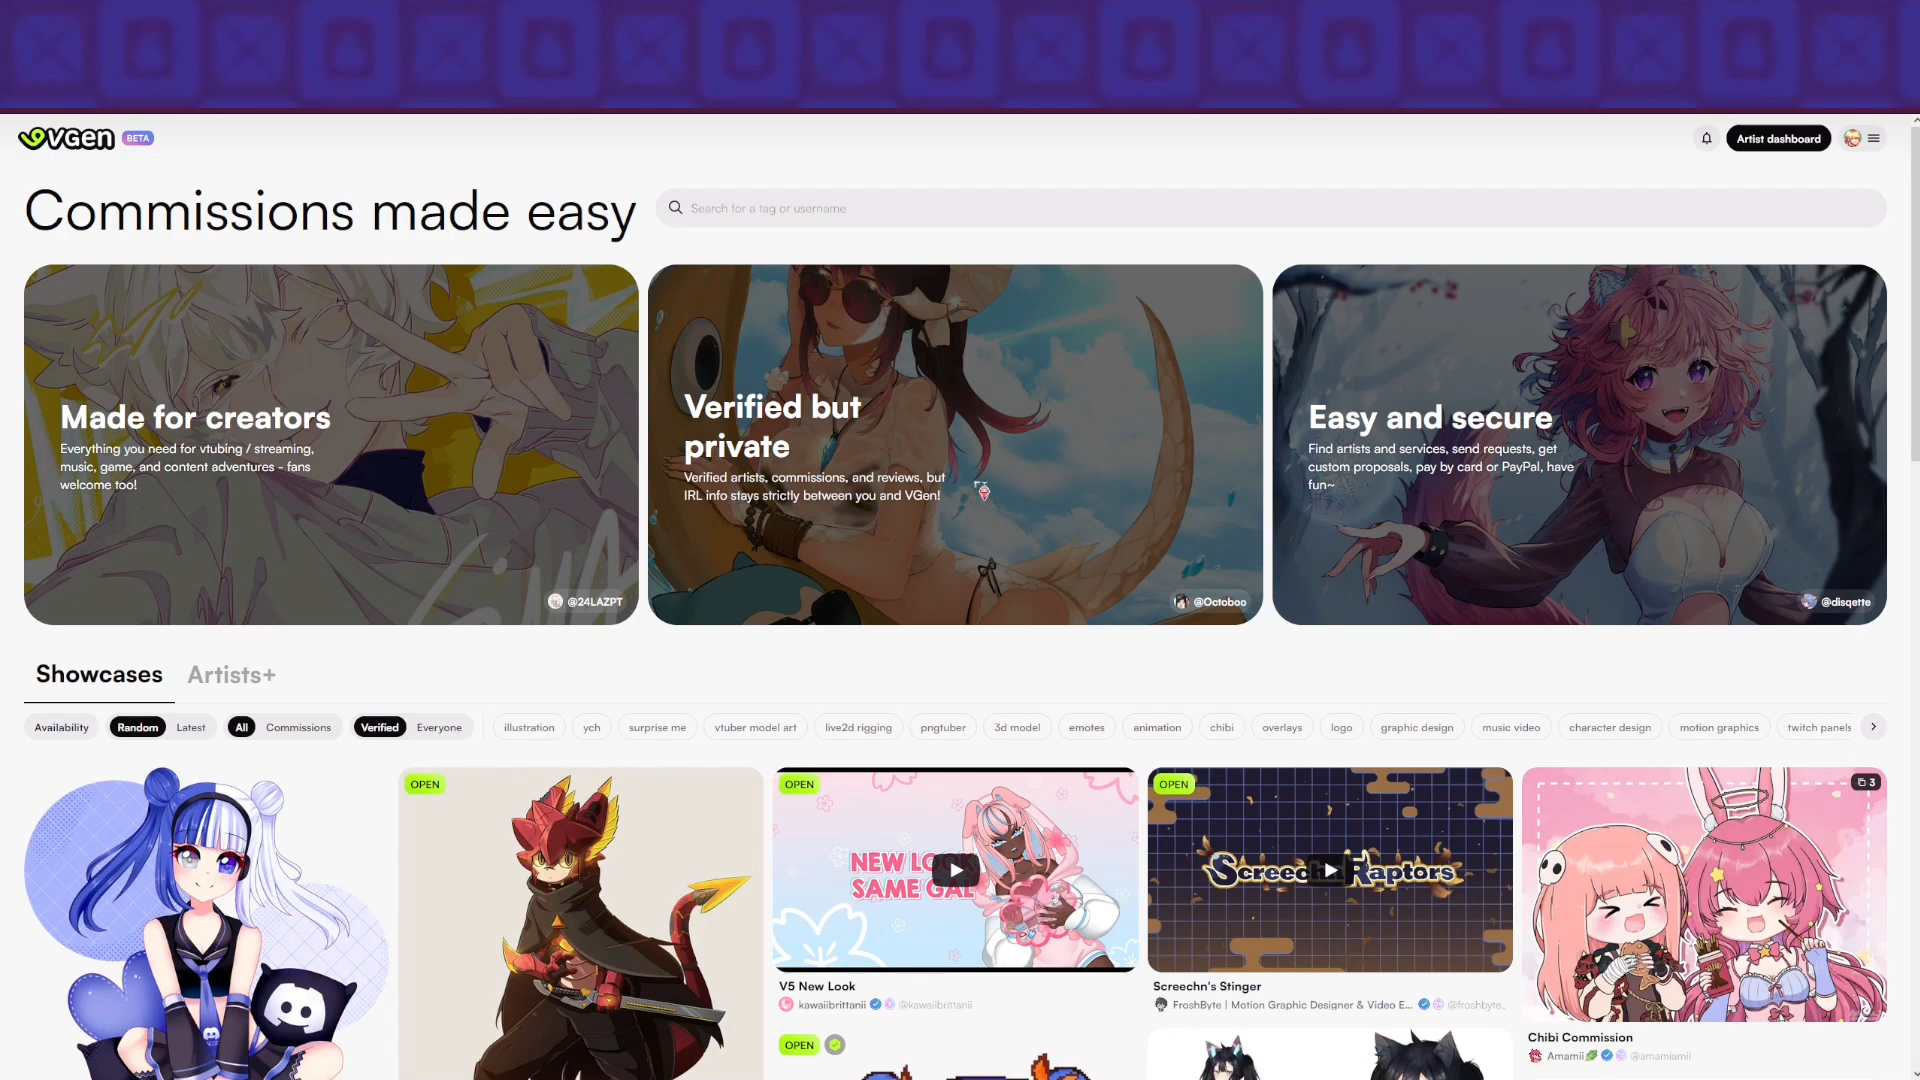 VGen BETA
Artist dashboard
Commissions made easy
Search for a tag or username
Made for creators
Everything you need for vtubing / streaming,
music, game, and content adventures - fans
welcome too!
@24LAZPT
Verified but
private
Verified artists, commissions, and reviews, but
IRL info stays strictly between you and VGen!
@Octoboo
Easy and secure
Find artists and services, send requests, get
custom proposals, pay by card or PayPal, have
fun~
@disqette
Showcases Artists+
Availability Random Latest All Commissions Verified Everyone illustration ych surprise me vtuber model art live2d rigging pngtuber 3d model emotes animation chibi overlays logo graphic design music video character design motion graphics twitch panels
OPEN
OPEN
NEW LOOK
SAME GAL
V5 New Look
kawaiibrittanii @kawaiibrittanii
OPEN
Raptors
Screechn's Stinger
FroshByte | Motion Graphic Designer & Video E... @froshbyte_
3
Chibi Commission
Amamii @amamiamii
OPEN